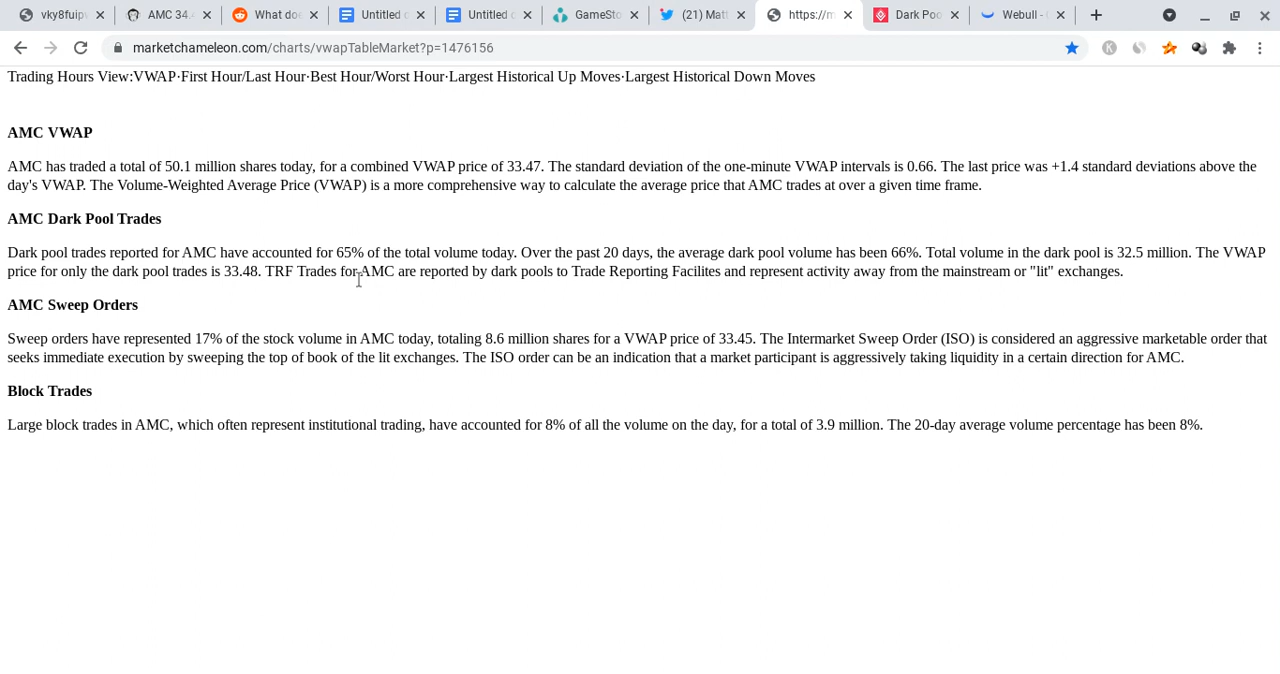 vky8fuip
AMC 34.
What doe
Untitled
Untitled
GameSto
(21) Mat
https://m
Dark Poo
Webull -
marketchameleon.com/charts/vwapTableMarket?p=1476156
Trading Hours View:VWAP·First Hour/Last Hour·Best Hour/Worst Hour·Largest Historical Up Moves·Largest Historical Down Moves
AMC VWAP
AMC has traded a total of 50.1 million shares today, for a combined VWAP price of 33.47. The standard deviation of the one-minute VWAP intervals is 0.66. The last price was +1.4 standard deviations above the
day's VWAP. The Volume-Weighted Average Price (VWAP) is a more comprehensive way to calculate the average price that AMC trades at over a given time frame.
AMC Dark Pool Trades
Dark pool trades reported for AMC have accounted for 65% of the total volume today. Over the past 20 days, the average dark pool volume has been 66%. Total volume in the dark pool is 32.5 million. The VWAP
price for only the dark pool trades is 33.48. TRF Trades for AMC are reported by dark pools to Trade Reporting Facilites and represent activity away from the mainstream or "lit" exchanges.
AMC Sweep Orders
Sweep orders have represented 17% of the stock volume in AMC today, totaling 8.6 million shares for a VWAP price of 33.45. The Intermarket Sweep Order (ISO) is considered an aggressive marketable order that
seeks immediate execution by sweeping the top of book of the lit exchanges. The ISO order can be an indication that a market participant is aggressively taking liquidity in a certain direction for AMC.
Block Trades
Large block trades in AMC, which often represent institutional trading, have accounted for 8% of all the volume on the day, for a total of 3.9 million. The 20-day average volume percentage has been 8%.